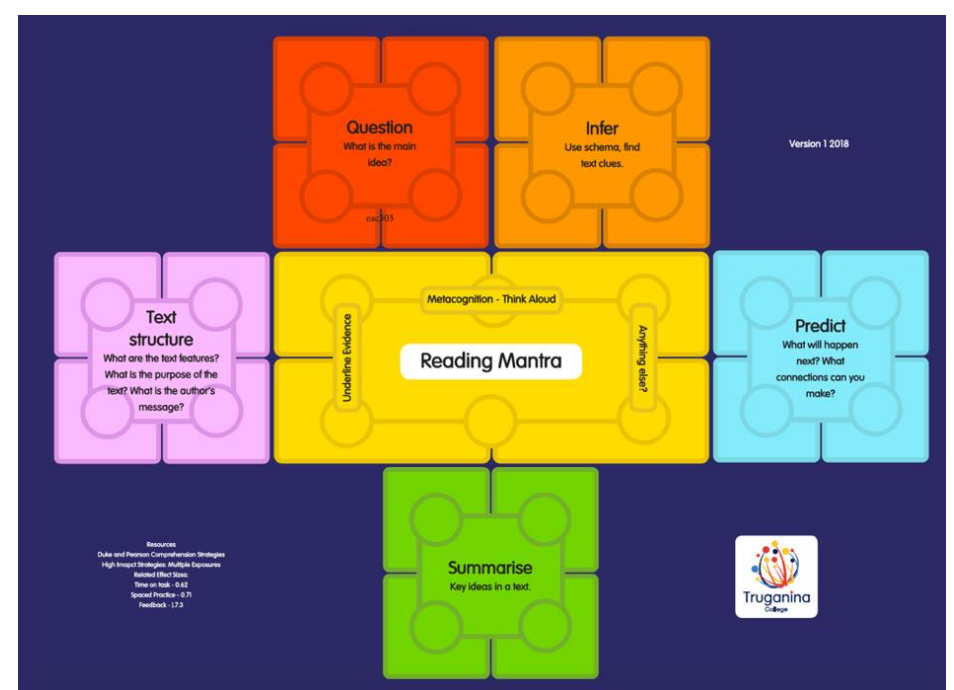 Question
What is the main
idea?
eac303
Infer
Use schema, find
text clues.
Version 1 2018
Text
structure
What are the text features?
What is the purpose of the
text? What is the author's
message?
Metacognition - Think Aloud
Underline Evidence
Reading Mantra
Anything else?
Predict
What will happen
next? What
connections can you
make?
Summarise
Key ideas in a text.
Resources
Duke and Pearson Comprehension Strategies
High Imapct Strategies: Multiple Exposures
Related Effect Sizes:
Time on task - 0.62
Spaced Practice - 0.71
Feedback - ).7.3
Truganina
College